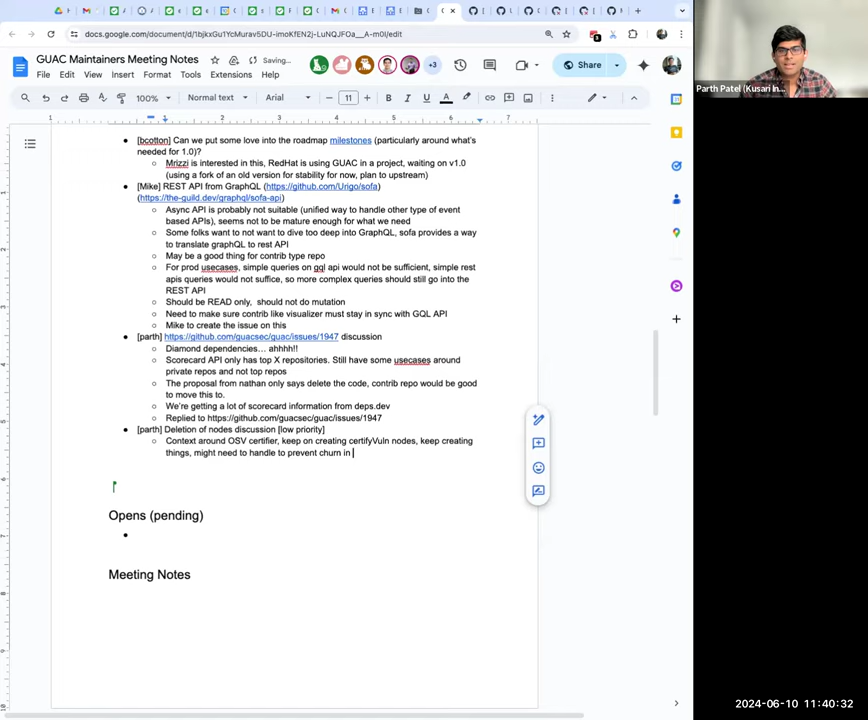 docs.google.com/document/d/1bjkxGu1YcMurav5DU-imoKfEN2j-LuNQJFOa__A-m0I/edit
GUAC Maintainers Meeting Notes
Saving...
+3
Share
File Edit View Insert Format Tools Extensions Help
100%
Normal text
Arial
11
B I U A
1 1 2 3 4 5 6 7
[bcotton] Can we put some love into the roadmap milestones (particularly around what's
needed for 1.0)?
Mrizzi is interested in this, RedHat is using GUAC in a project, waiting on v1.0
(using a fork of an old version for stability for now, plan to upstream)
[Mike] REST API from GraphQL (https://github.com/Urigo/sofa)
(https://the-guild.dev/graphql/sofa-api)
Async API is probably not suitable (unified way to handle other type of event
based APIs), seems not to be mature enough for what we need
Some folks want to not want to dive too deep into GraphQL, sofa provides a way
to translate graphQL to rest API
May be a good thing for contrib type repo
For prod usecases, simple queries on gql api would not be sufficient, simple rest
apis queries would not suffice, so more complex queries should still go into the
REST API
Should be READ only, should not do mutation
Need to make sure contrib like visualizer must stay in sync with GQL API
Mike to create the issue on this
[parth] https://github.com/guacsec/guac/issues/1947 discussion
Diamond dependencies... ahhhh!!
Scorecard API only has top X repositories. Still have some usecases around
private repos and not top repos
The proposal from nathan only says delete the code, contrib repo would be good
to move this to.
We're getting a lot of scorecard information from deps.dev
Replied to https://github.com/guacsec/guac/issues/1947
[parth] Deletion of nodes discussion [low priority]
Context around OSV certifier, keep on creating certifyVuln nodes, keep creating
things, might need to handle to prevent churn in
Opens (pending)
Meeting Notes
Parth Patel (Kusari In...
2024-06-10 11:40:32